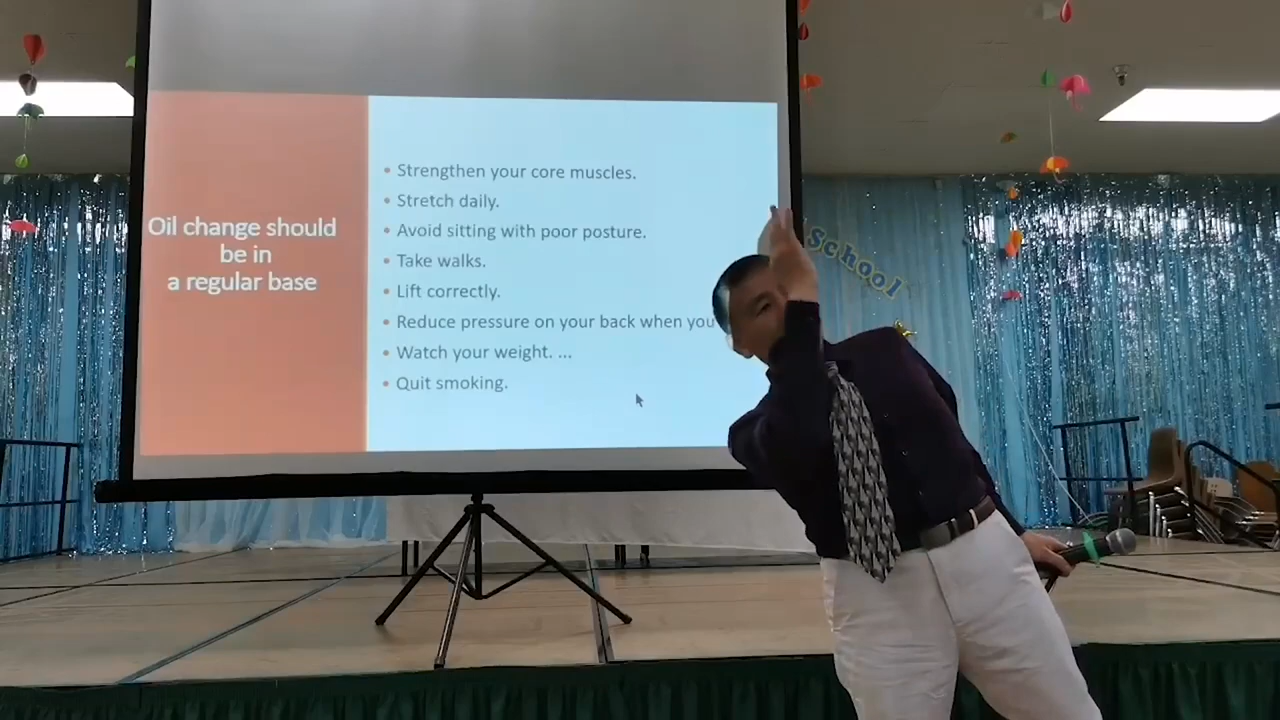 Oil change should
be in
a regular base
• Strengthen your core muscles.
• Stretch daily.
• Avoid sitting with poor posture.
• Take walks.
• Lift correctly.
• Reduce pressure on your back when you
• Watch your weight. ...
• Quit smoking.
School